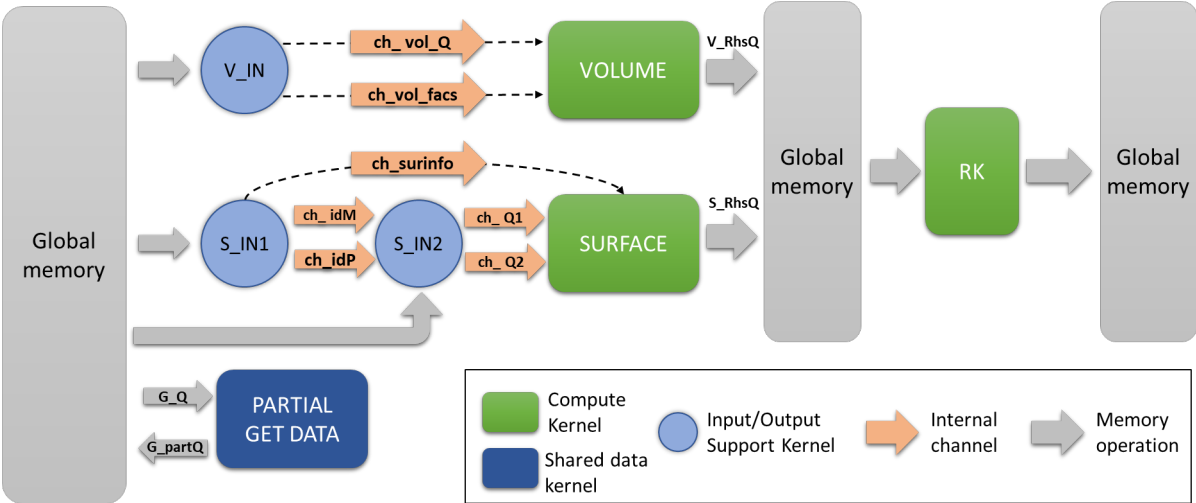 Global
memory
V_IN
ch_ vol_Q
ch_vol_facs
VOLUME
V_RhsQ
ch_surinfo
S_IN1
ch_ idM
ch_idP
S_IN2
ch_ Q1
ch_ Q2
SURFACE
S_RhsQ
Global
memory
RK
Global
memory
G_Q
G_partQ
PARTIAL
GET DATA
Compute
Kernel
Shared data
kernel
Input/Output
Support Kernel
Internal
channel
Memory
operation